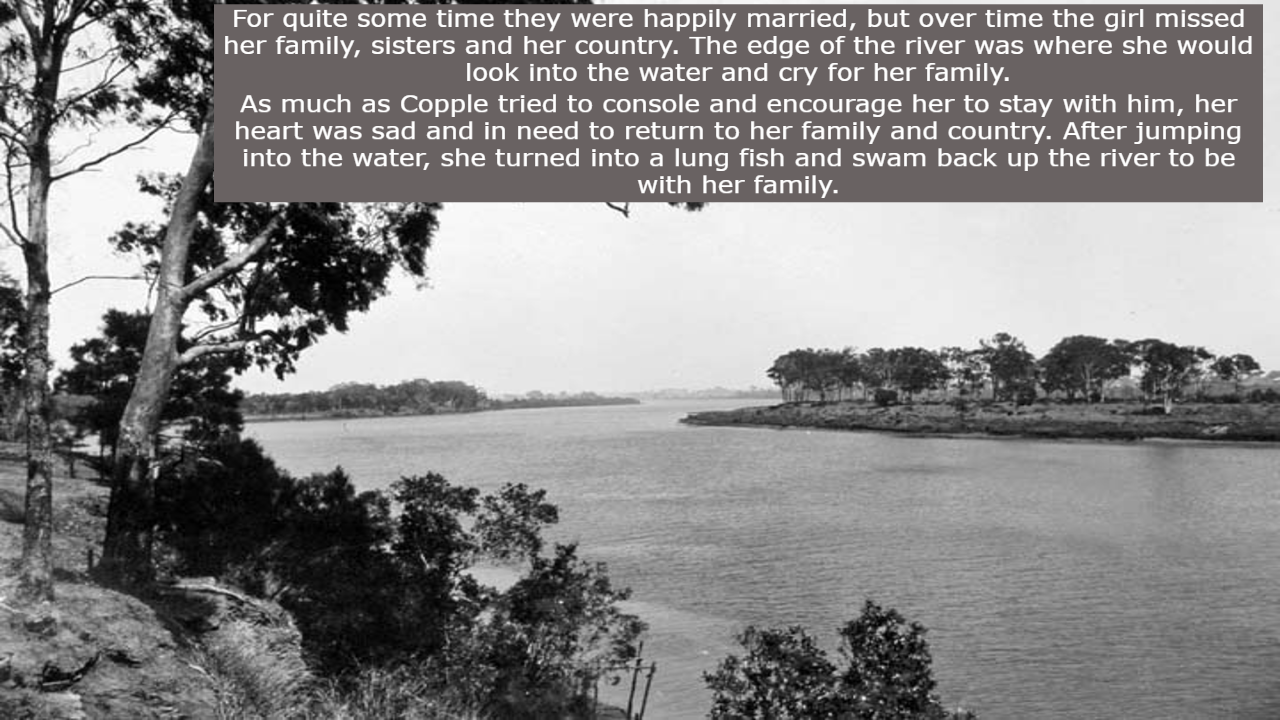 For quite some time they were happily married, but over time the girl missed
her family, sisters and her country. The edge of the river was where she would
look into the water and cry for her family.
As much as Copple tried to console and encourage her to stay with him, her
heart was sad and in need to return to her family and country. After jumping
into the water, she turned into a lung fish and swam back up the river to be
with her family.